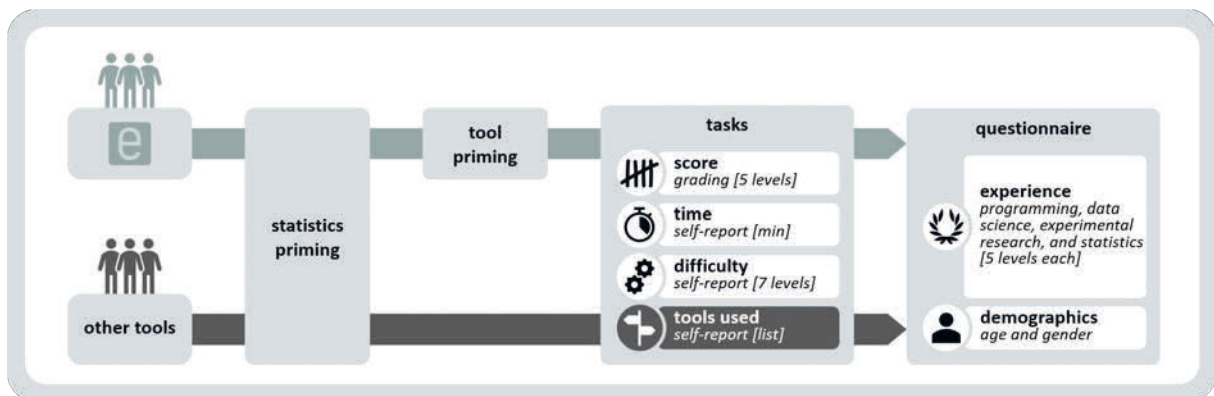 e
other tools
statistics
priming
tool
priming
tasks
score
grading [5 levels]
time
self-report [min]
difficulty
self-report [7 levels]
tools used
self-report [list]
questionnaire
experience
programming, data
science, experimental
research, and statistics
[5 levels each]
demographics
age and gender